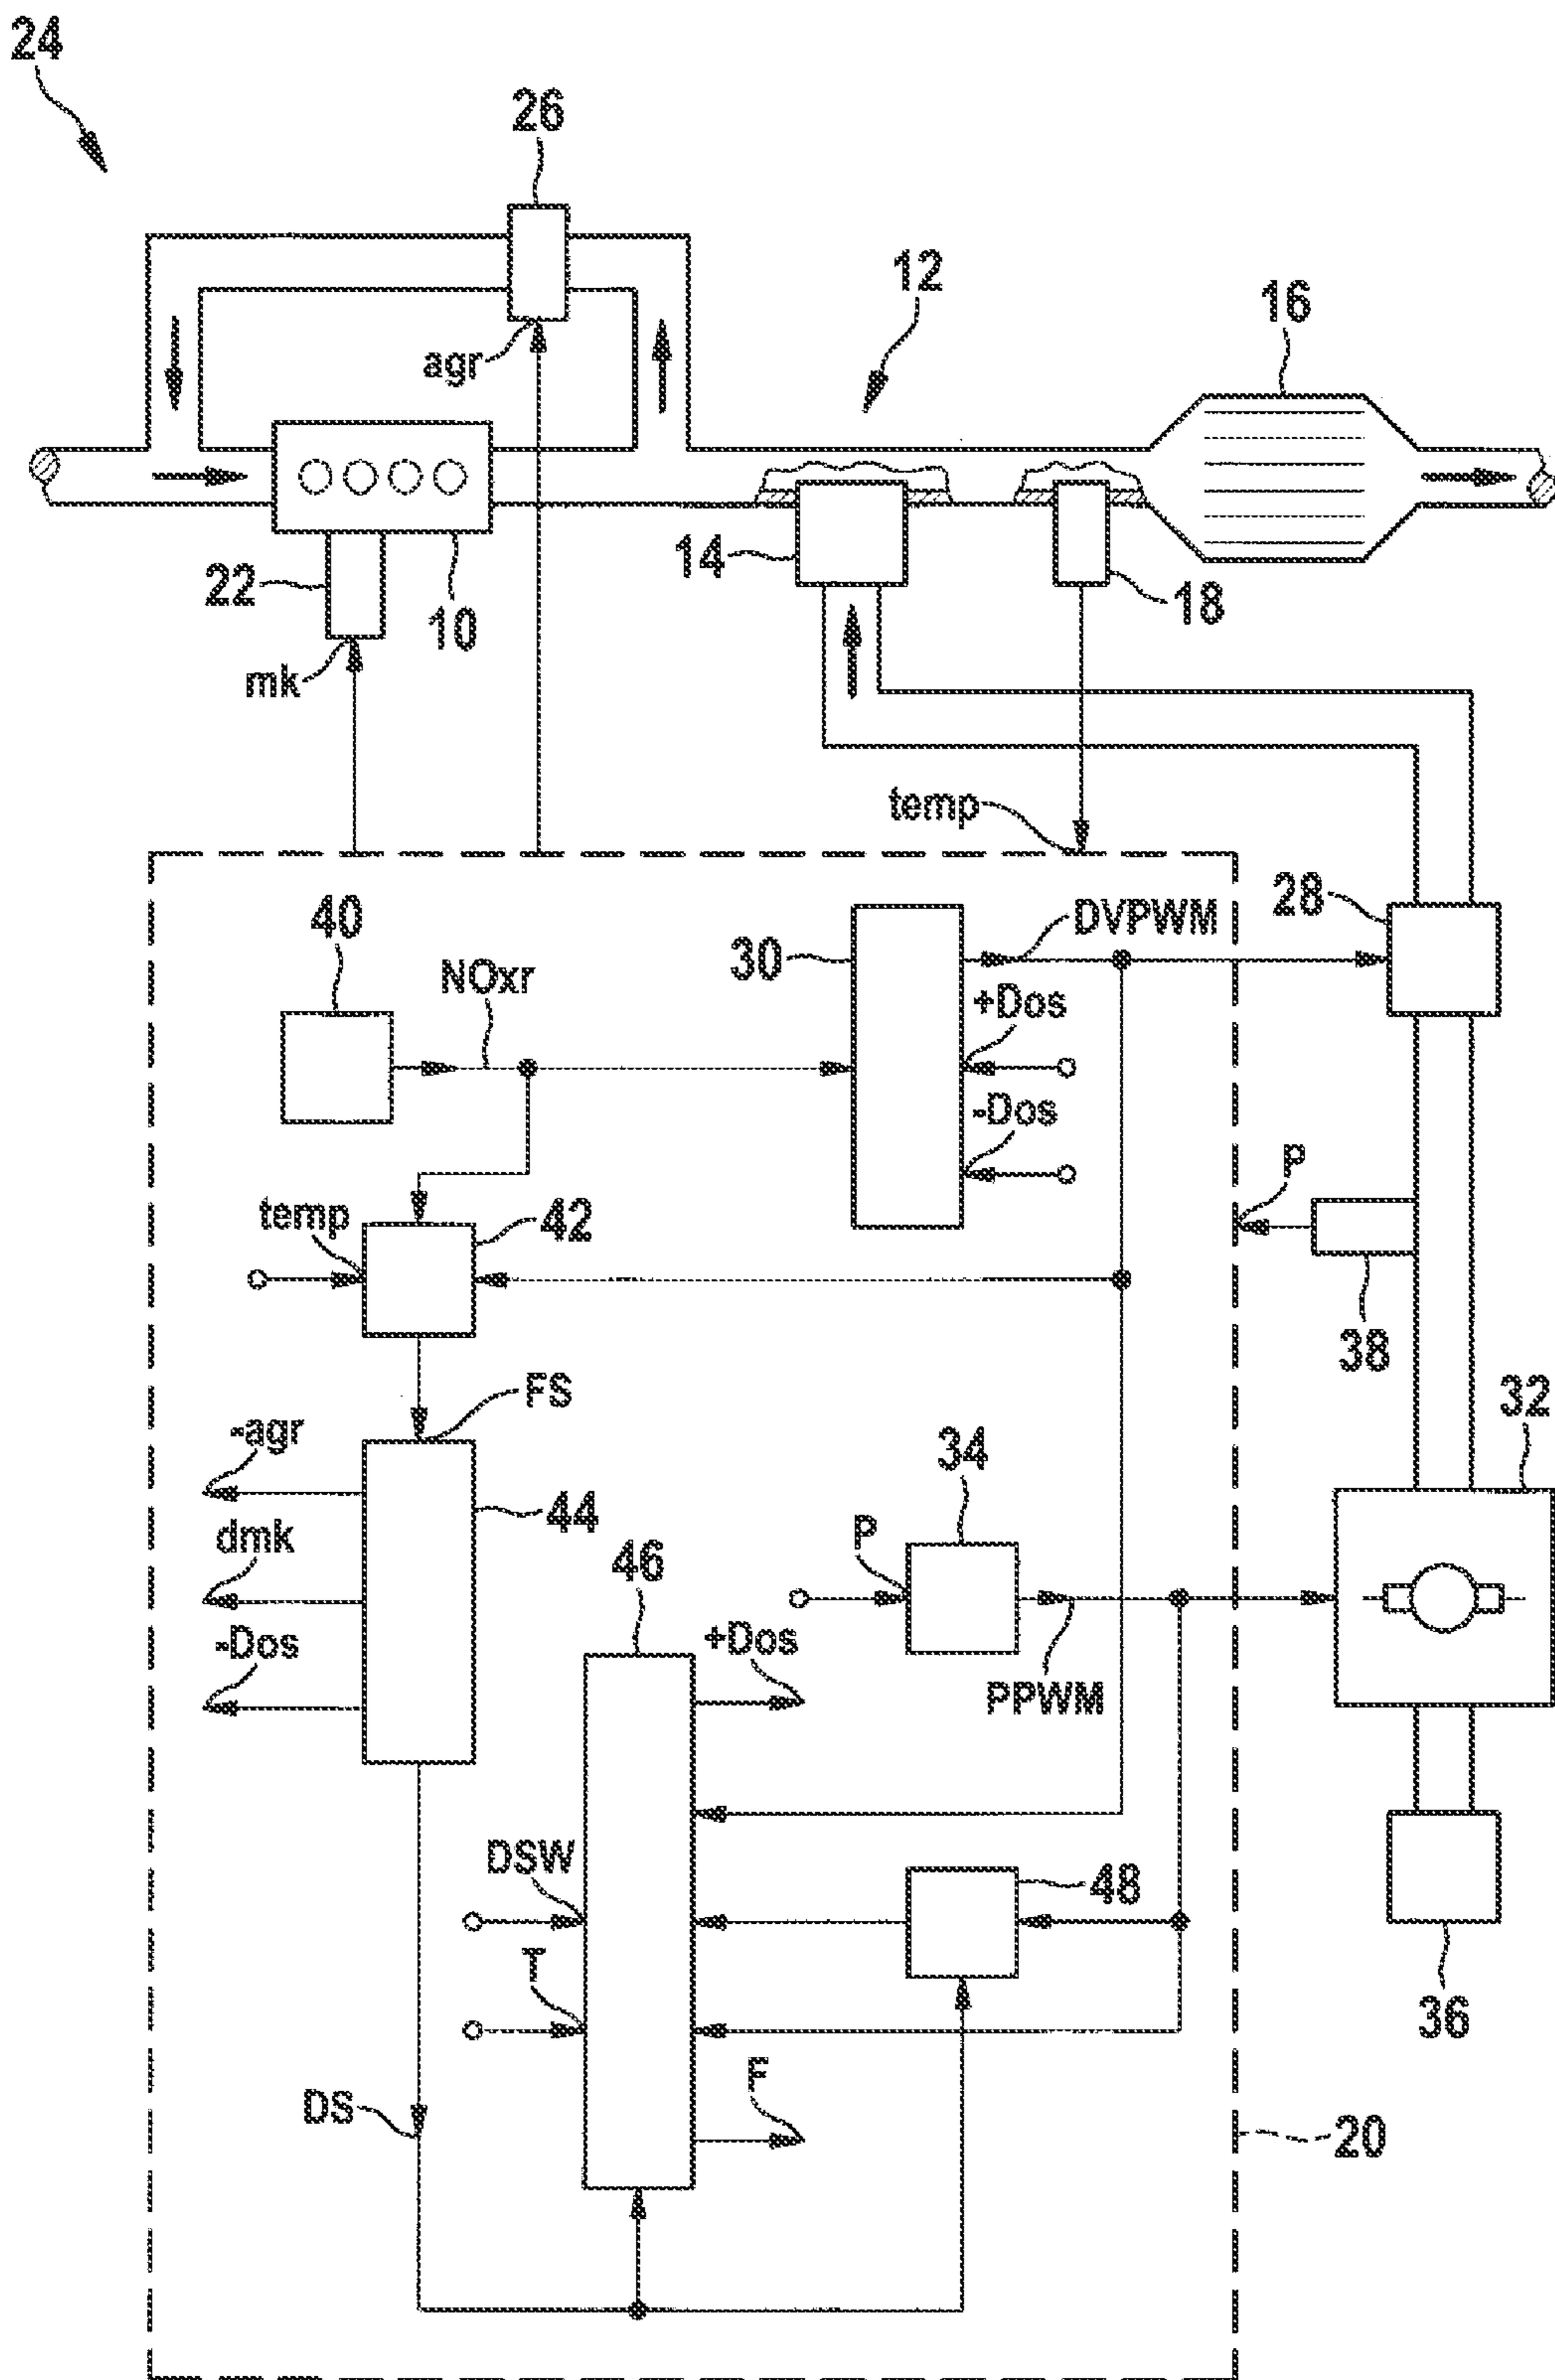 24
26
12
16
agr
14
18
22
10
mk
temp
28
40
DVPWM
30
NOxr
+Dos
-Dos
P
temp
42
38
FS
32
-agr
34
44
dmk
P
46
-Dos
+Dos
PPWM
DSW
48
T
36
F
DS
20